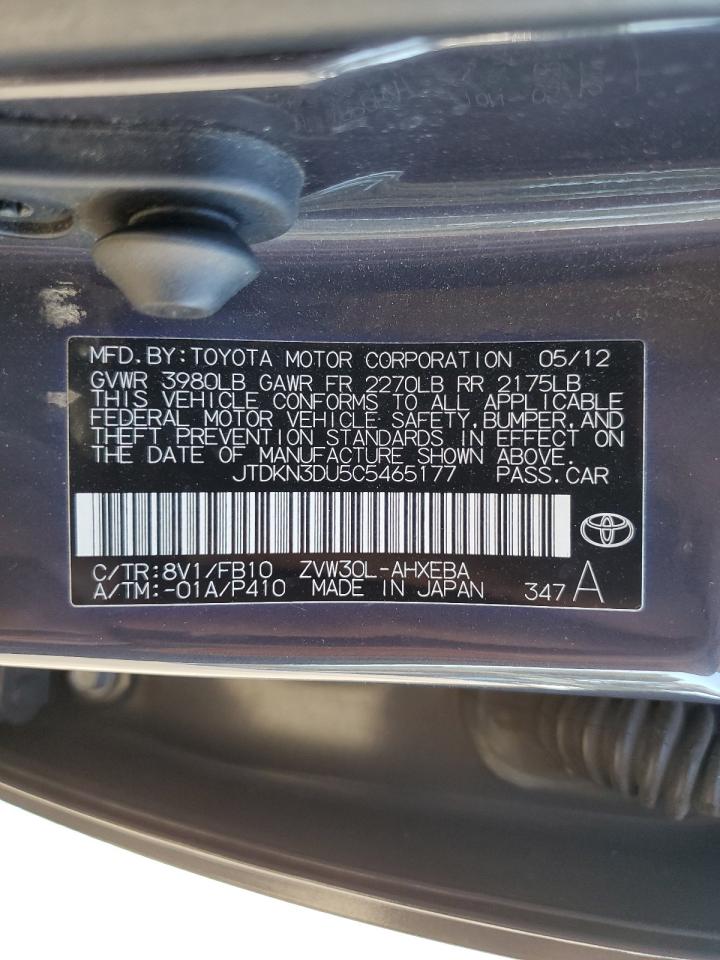 MFD.BY:TOYOTA MOTOR CORPORATION 05/12
GVWR 3980LB GAWR FR 2270LB RR 2175LB
THIS VEHICLE CONFORMS TO ALL APPLICABLE
FEDERAL MOTOR VEHICLE SAFETY,BUMPER,AND
THEFT PREVENTION STANDARDS IN EFFECT ON
THE DATE OF MANUFACTURE SHOWN ABOVE.
JTDKN3DU5C5465177 PASS.CAR
C/TR:8V1/FB10 ZVW30L-AHXEBA
A/TM:-01A/P410 MADE IN JAPAN 347 A